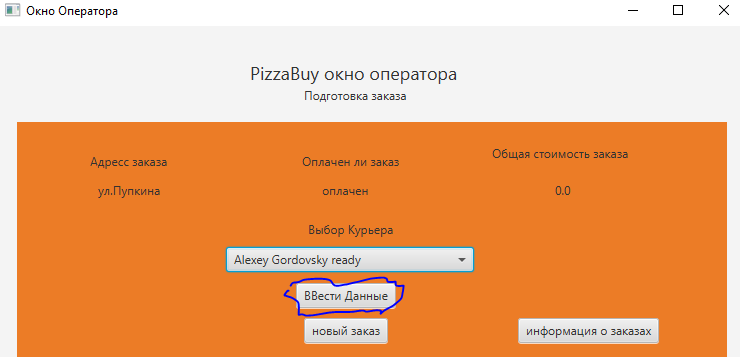 Окно Оператора
PizzaBuy окно оператора
Подготовка заказа
Адресс заказа
Оплачен ли заказ
Общая стоимость заказа
ул.Пупкина
оплачен
0.0
Выбор Курьера
Alexey Gordovsky ready
ВВести Данные
новый заказ
информация о заказах